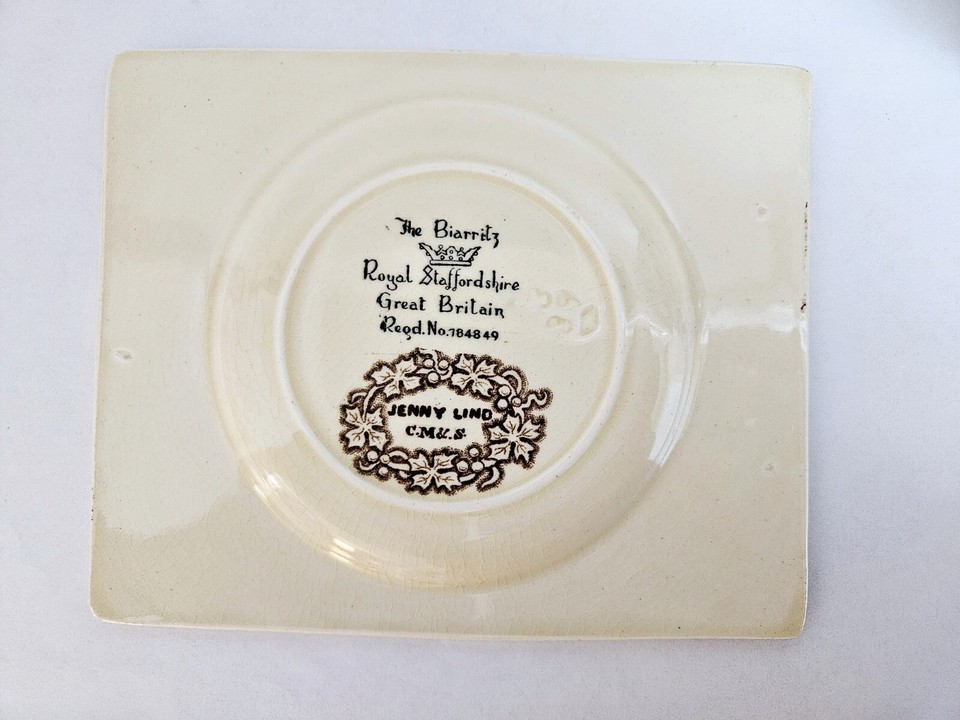 The Biarritz
Royal Staffordshire
Great Britain
Regd. No. 784849
JENNY LIND
C.M&.S.